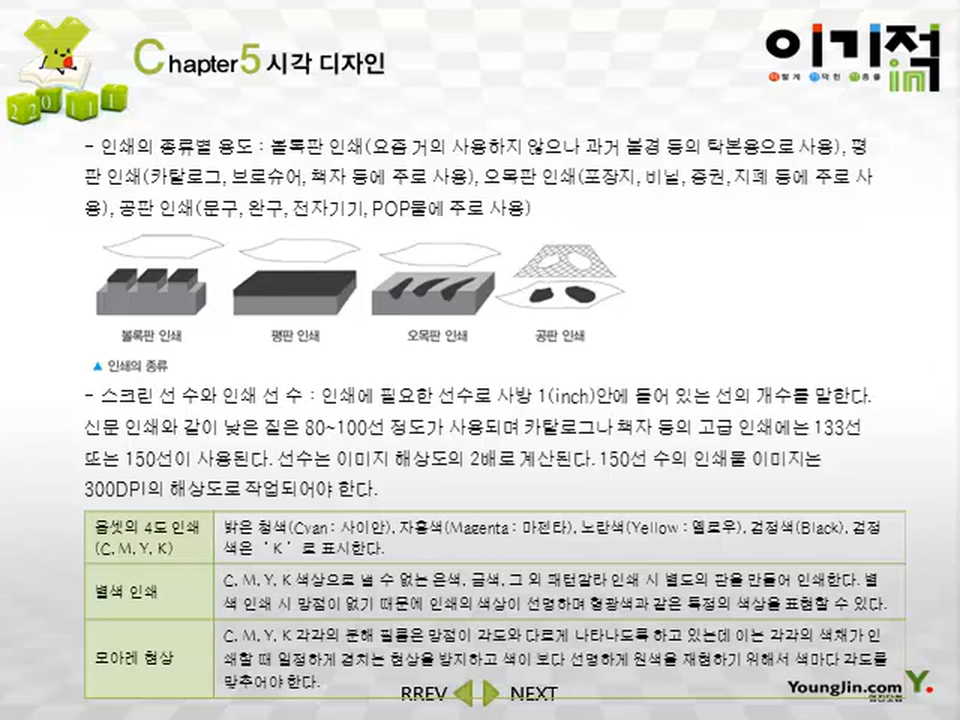 Chapter5 시각 디자인
이기적in
2011
- 인쇄의 종류별 용도 : 볼록판 인쇄(요즘 거의 사용하지 않으나 과거 불경 등의 탁본용으로 사용), 평
판 인쇄(카탈로그, 브로슈어, 책자 등에 주로 사용), 오목판 인쇄(포장지, 비닐, 증권, 지폐 등에 주로 사
용), 공판 인쇄(문구, 완구, 전자기기, POP물에 주로 사용)
볼록판 인쇄 평판 인쇄 오목판 인쇄 공판 인쇄
▲ 인쇄의 종류
- 스크린 선 수와 인쇄 선 수 : 인쇄에 필요한 선수로 사방 1(inch)안에 들어 있는 선의 개수를 말한다.
신문 인쇄와 같이 낮은 질은 80~100선 정도가 사용되며 카탈로그나 책자 등의 고급 인쇄에는 133선
또는 150선이 사용된다. 선수는 이미지 해상도의 2배로 계산된다. 150선 수의 인쇄물 이미지는
300DPI의 해상도로 작업되어야 한다.
옵셋의 4도 인쇄
(C, M, Y, K)
밝은 청색(Cyan : 사이안), 자홍색(Magenta : 마젠타), 노란색(Yellow : 옐로우), 검정색(Black), 검정
색은 ‘K’로 표시한다.
별색 인쇄
C, M, Y, K 색상으로 낼 수 없는 은색, 금색, 그 외 패턴칼라 인쇄 시 별도의 판을 만들어 인쇄한다. 별
색 인쇄 시 망점이 없기 때문에 인쇄의 색상이 선명하며 형광색과 같은 특정의 색상을 표현할 수 있다.
모아레 현상
C, M, Y, K 각각의 분해 필름은 망점이 각도와 다르게 나타나도록 하고 있는데 이는 각각의 색채가 인
쇄할 때 일정하게 겹치는 현상을 방지하고 색이 보다 선명하게 원색을 재현하기 위해서 색마다 각도를
맞추어야 한다.
RREV NEXT
YoungJin.com Y.